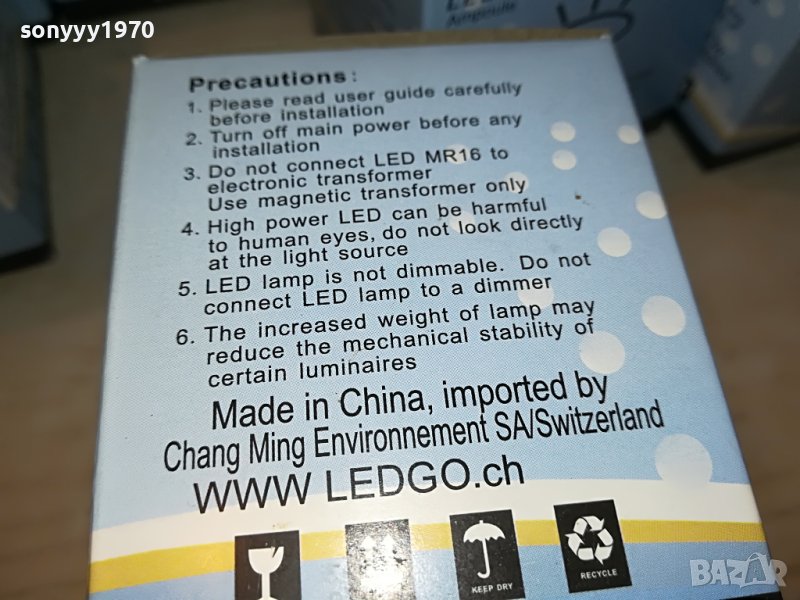 sonyyy1970
Ampoule
Precautions:
1. Please read user guide carefully
before installation
2. Turn off main power before any
installation
3. Do not connect LED MR16 to
electronic transformer
Use magnetic transformer only
4. High power LED can be harmful
to human eyes, do not look directly
at the light source
5. LED lamp is not dimmable. Do not
connect LED lamp to a dimmer
6. The increased weight of lamp may
reduce the mechanical stability of
certain luminaires
Made in China, imported by
Chang Ming Environnement SA/Switzerland
WWW LEDGO.ch
KEEP DRY
RECYCLE
BAZAR